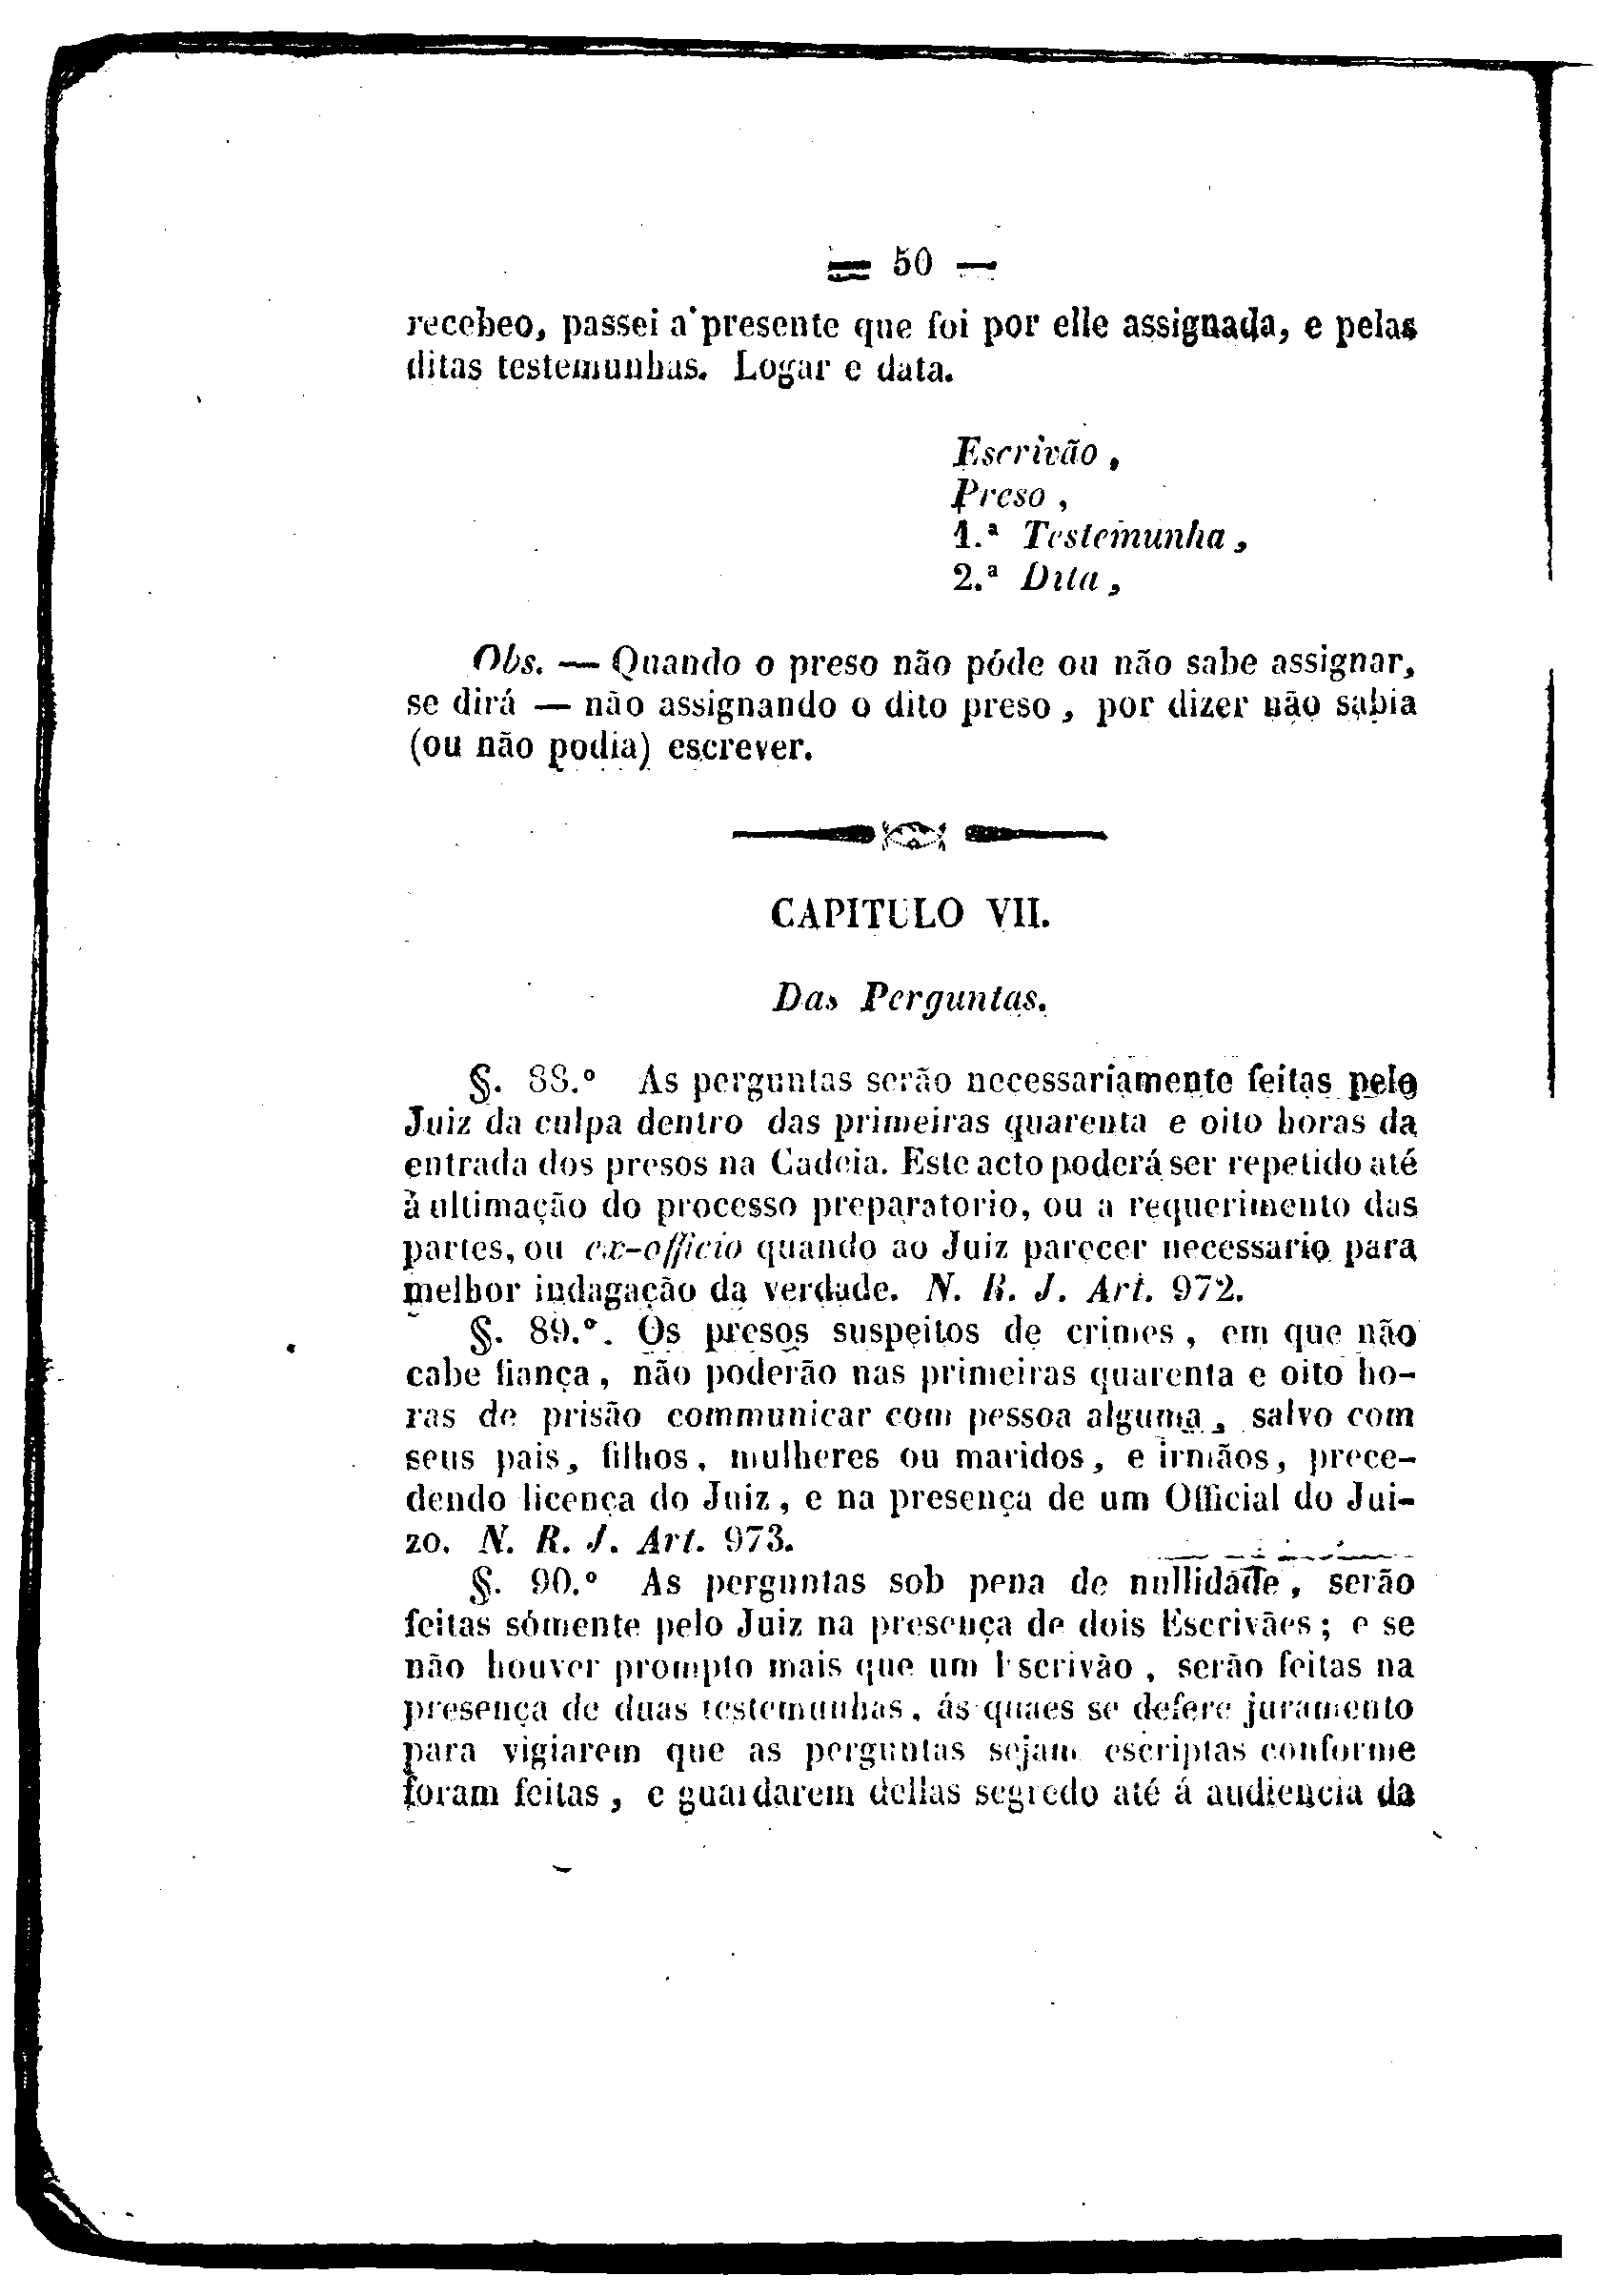 = 50 —
recebeo, passei a presente que foi por elle assignada, e pelas
ditas testemunhas. Logar e data.
Escrivão,
Preso,
1.ª Testemunha,
2.ª Dita,
Obs. — Quando o preso não póde ou não sabe assignar,
se dirá — não assignando o dito preso, por dizer não sabia
(ou não podia) escrever.
CAPITULO VII.
Das Perguntas.
§. 88.º As perguntas serão necessariamente feitas pelo
Juiz da culpa dentro das primeiras quarenta e oito horas da
entrada dos presos na Cadeia. Este acto poderá ser repetido até
á ultimação do processo preparatorio, ou a requerimento das
partes, ou ex-officio quando ao Juiz parecer necessario para
melhor indagação da verdade. N. R. J. Art. 972.
§. 89.º. Os presos suspeitos de crimes, em que não
cabe fiança, não poderão nas primeiras quarenta e oito ho-
ras de prisão communicar com pessoa alguma, salvo com
seus pais, filhos, mulheres ou maridos, e irmãos, prece-
dendo licença do Juiz, e na presença de um Official do Jui-
zo. N. R. J. Art. 973.
§. 90.º As perguntas sob pena de nullidade, serão
feitas sómente pelo Juiz na presença de dois Escrivães; e se
não houver prompto mais que um Escrivão, serão feitas na
presença de duas testemunhas, ás quaes se defere juramento
para vigiarem que as perguntas sejam escriptas conforme
foram feitas, e guardarem dellas segredo até á audiencia da